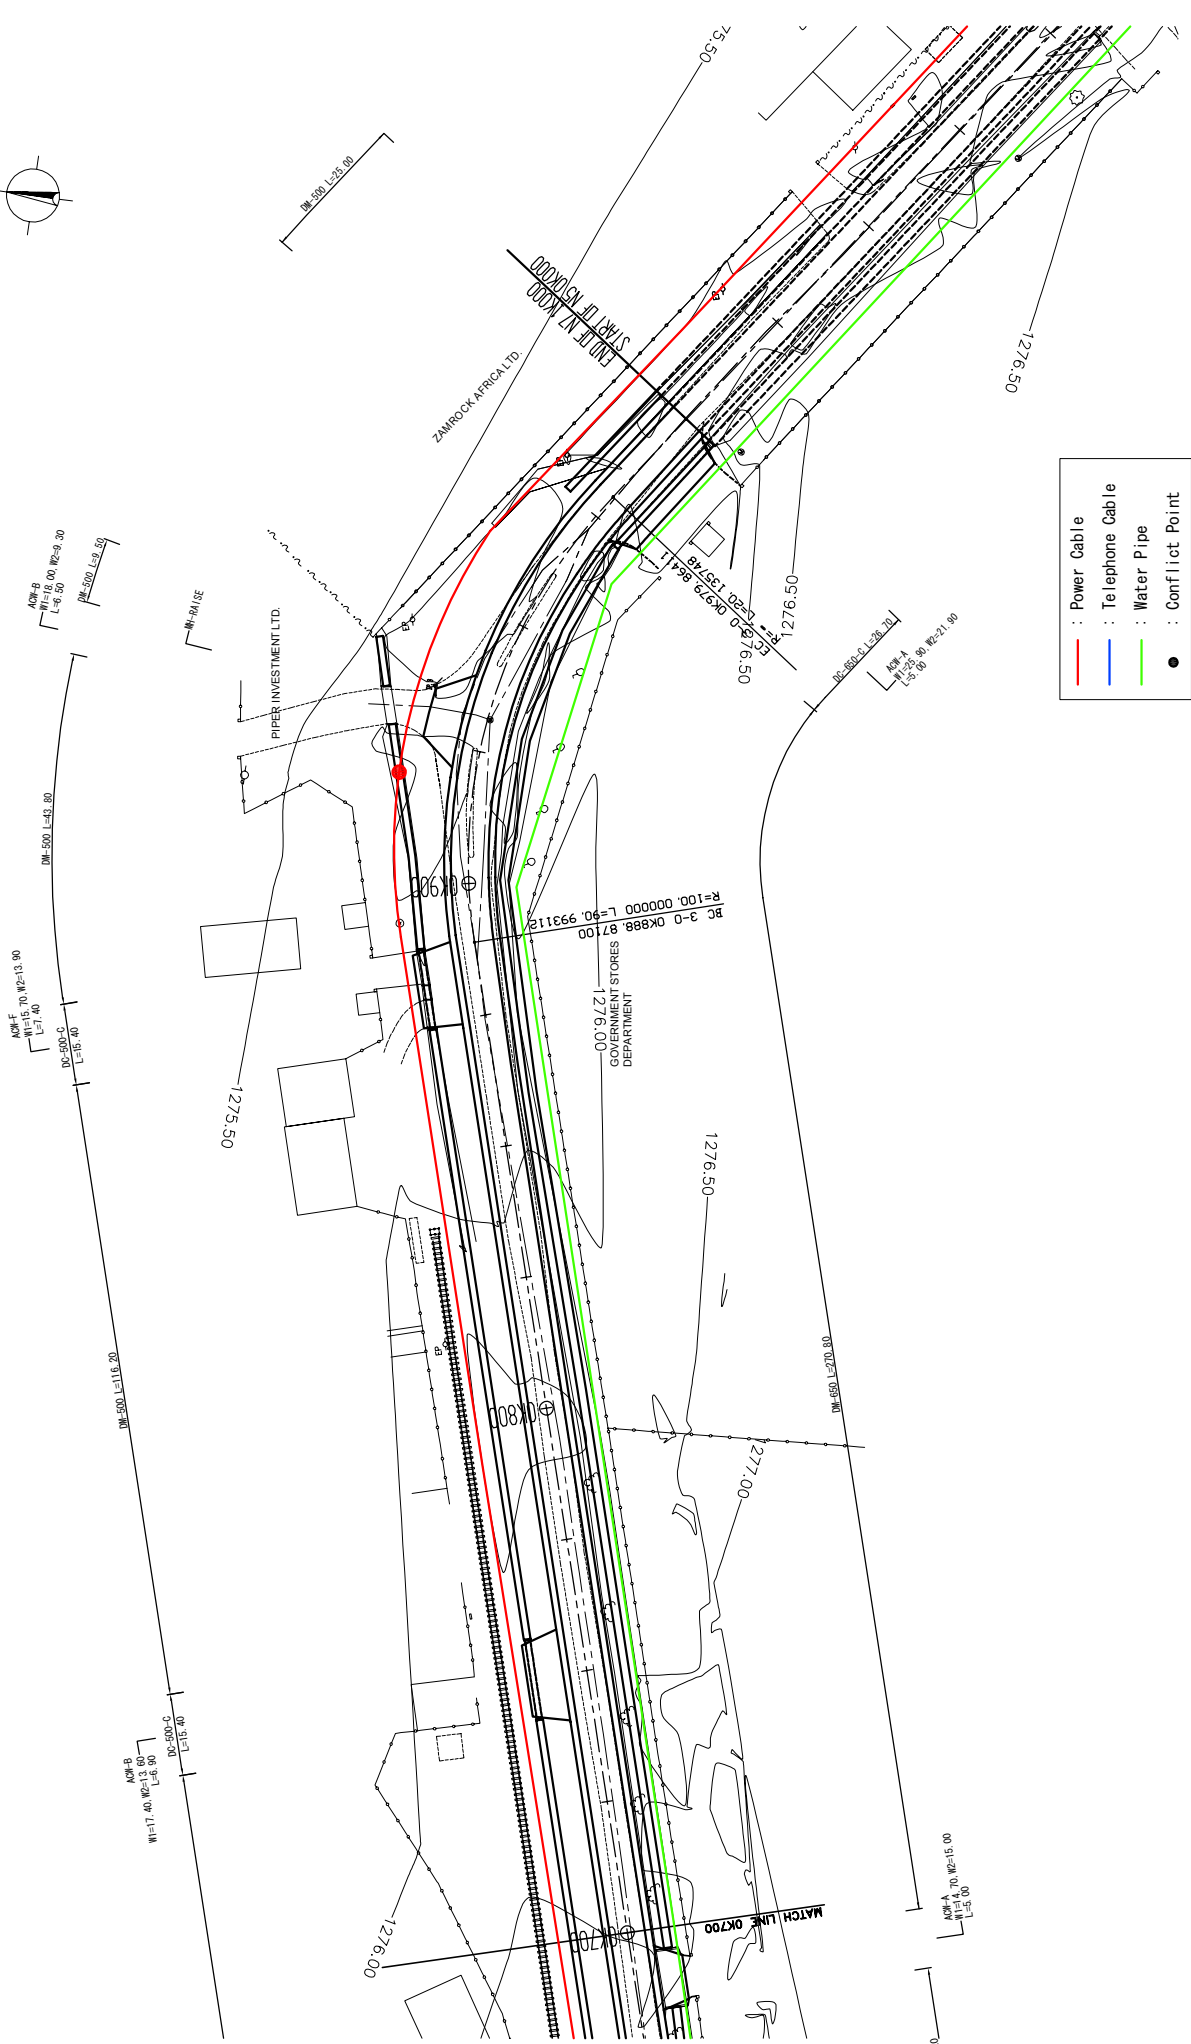 75.50
DM-500 L=25.00
END OF N2 1K000
START OF N5 0K000
ZAMROCK AFRICA LTD.
1276.50
ACW-B
W1=18.00,W2=9.30
L=6.50
DM-500 L=9.50
MH-RAISE
PIPER INVESTMENT LTD.
EP
EC 3-0 0K979.86411
L=20.135748
1276.50
1276.50
DC-650-C L=26.70
ACW-A
W1=25.90,W2=21.90
L=5.00
: Power Cable
: Telephone Cable
: Water Pipe
: Conflict Point
DM-500 L=43.80
0K900
BC 3-0 0K888.87100
R=100.000000 L=90.993112
GOVERNMENT STORES
DEPARTMENT
1276.00
ACW-F
W1=15.70,W2=13.90
L=7.40
DC-500-C
L=15.40
1275.50
1276.50
EP
DM-500 L=116.20
0K800
DM-650 L=270.80
1277.00
ACW-B
W1=17.40,W2=13.60
L=6.90
DC-500-C
L=15.40
1276.00
0K700
MATCH LINE 0K700
ACW-A
W1=14.70,W2=15.00
L=5.00